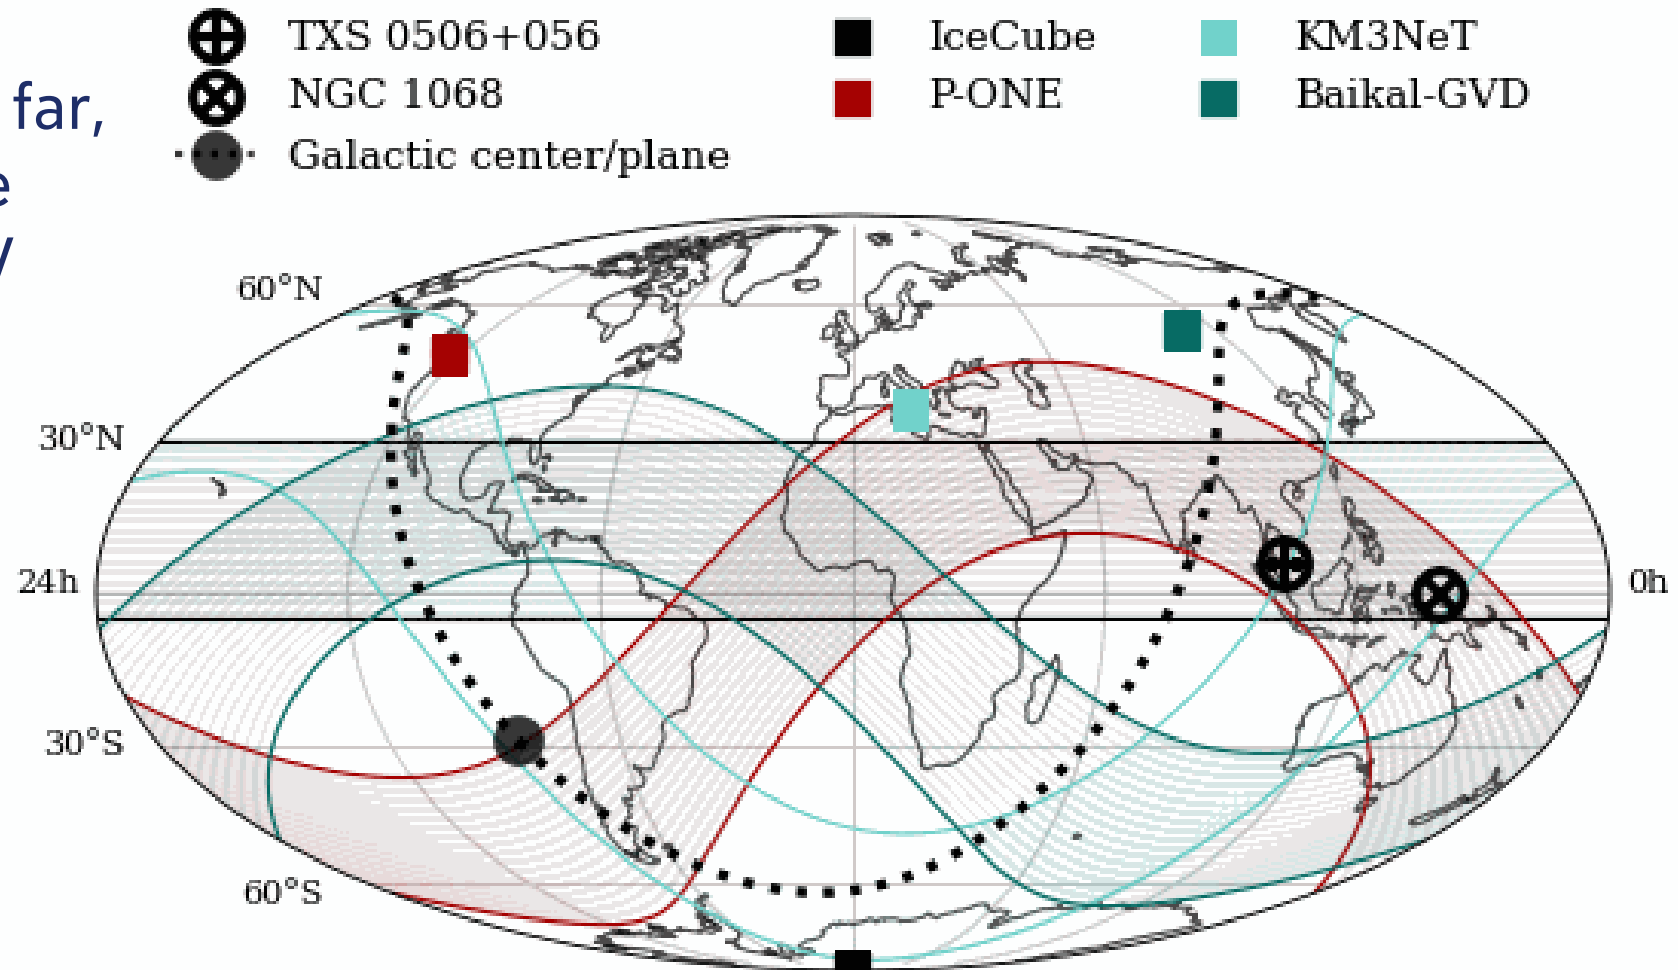 TXS 0506+056
IceCube
KM3NeT
far,
NGC 1068
P-ONE
Baikal-GVD
Galactic center/plane
60°N
30°N
24h
0h
30°S
60°S